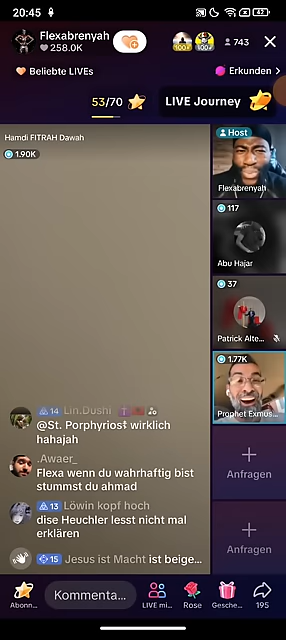 20:45
42
Flexabrenyah
258.0K
100+
100+
743
Beliebte LIVEs
Erkunden
53/70
LIVE Journey
Hamdi FITRAH Dawah
1.90K
Host
Flexabrenyah
117
Abu Hajar
37
Patrick Alte...
1.77K
Prophet Exmus...
Anfragen
Anfragen
14 Lin.Dushi
@St. Porphyrios‡ wirklich
hahajah
.Awaer_
Flexa wenn du wahrhaftig bist
stummst du ahmad
13 Löwin kopf hoch
dise Heuchler lesst nicht mal
erklären
15 Jesus ist Macht ist beige...
Abonn...
Kommenta...
LIVE mi...
Rose
Gesche...
195